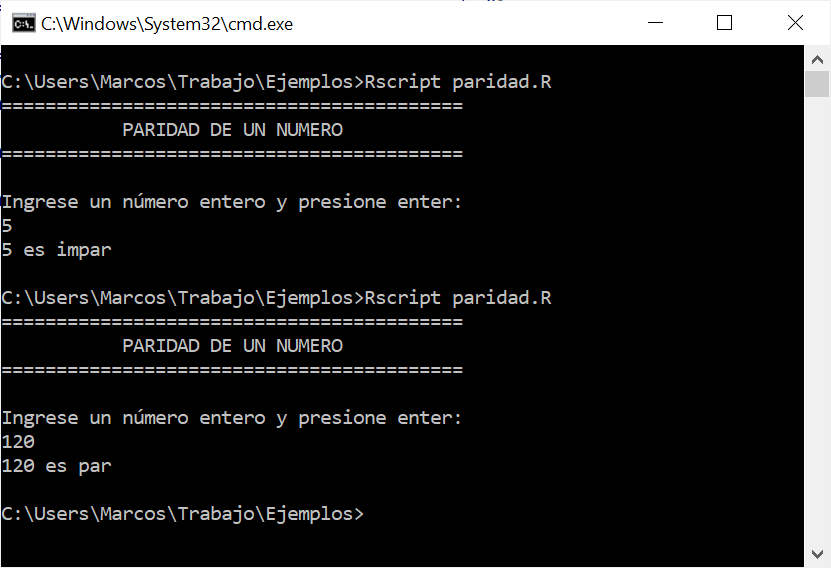 C:\Windows\System32\cmd.exe
C:\Users\Marcos\Trabajo\Ejemplos>Rscript paridad.R
==========================================
           PARIDAD DE UN NUMERO
==========================================
Ingrese un número entero y presione enter:
5
5 es impar
C:\Users\Marcos\Trabajo\Ejemplos>Rscript paridad.R
==========================================
           PARIDAD DE UN NUMERO
==========================================
Ingrese un número entero y presione enter:
120
120 es par
C:\Users\Marcos\Trabajo\Ejemplos>